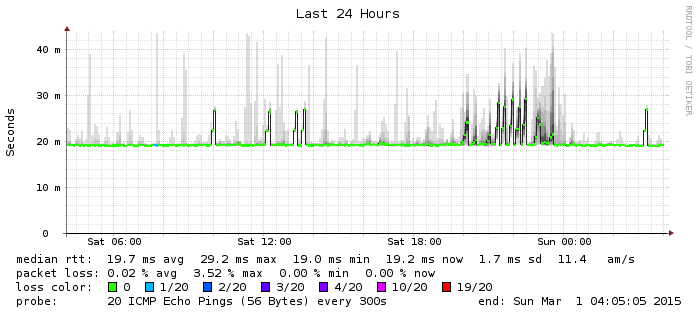 Last 24 Hours
RRDTOOL / TOBI OETIKER
Seconds
40 m
30 m
20 m
10 m
0
Sat 06:00 Sat 12:00 Sat 18:00 Sun 00:00
median rtt: 19.7 ms avg 29.2 ms max 19.0 ms min 19.2 ms now 1.7 ms sd 11.4 am/s
packet loss: 0.02 % avg 3.52 % max 0.00 % min 0.00 % now
loss color: 0 1/20 2/20 3/20 4/20 10/20 19/20
probe: 20 ICMP Echo Pings (56 Bytes) every 300s end: Sun Mar 1 04:05:05 2015